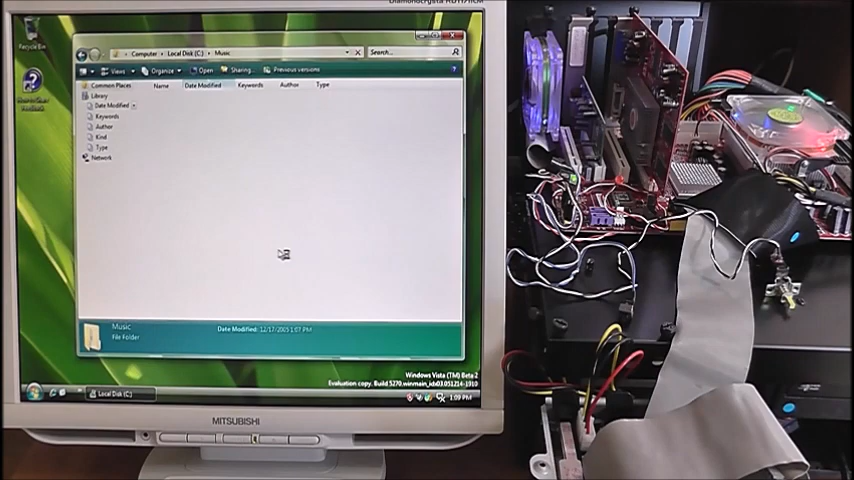 Diamondcrysta RDT178LM
Recycle Bin
Computer Local Disk (C:) Music
Search...
Views Organize Open Sharing... Previous versions
Common Places
Name Date Modified Keywords Author Type
Library
Date Modified
Keywords
Author
Kind
Type
Network
Music
File Folder
Date Modified: 12/17/2005 1:07 PM
Windows Vista (TM) Beta 2
Evaluation copy. Build 5270.winmain_idx03.051214-1910
Local Disk (C:)
1:09 PM
MITSUBISHI